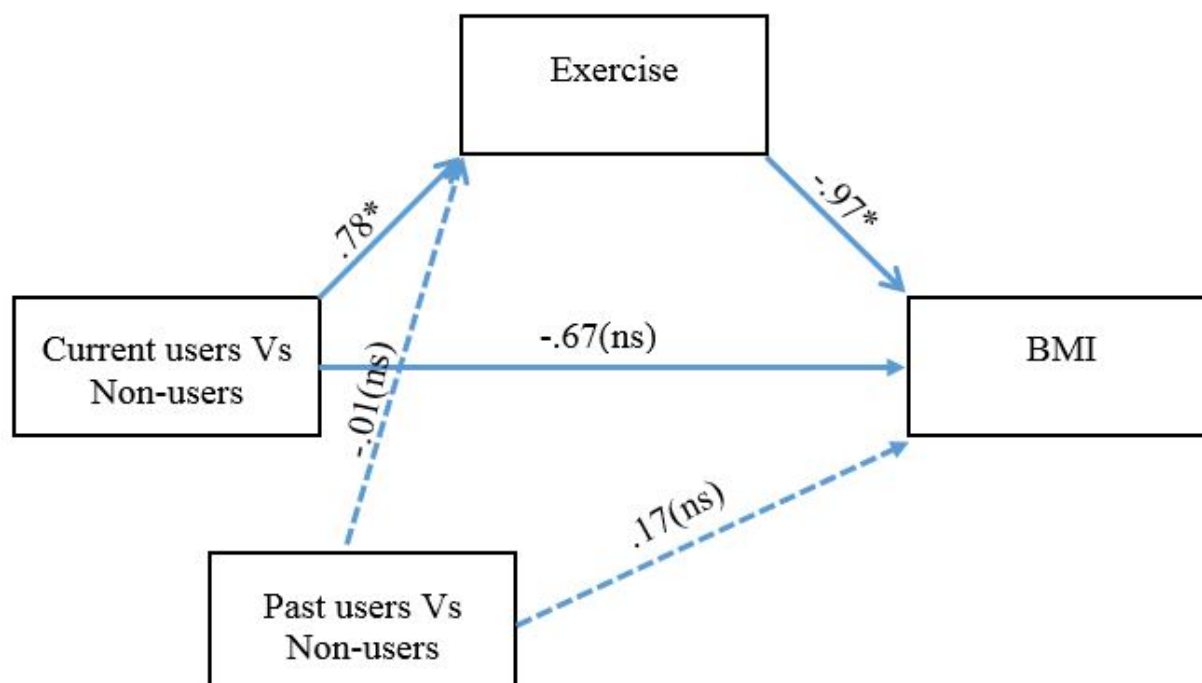 Exercise
.78*
-.97*
Current users Vs
Non-users
-.67(ns)
BMI
-.01(ns)
.17(ns)
Past users Vs
Non-users